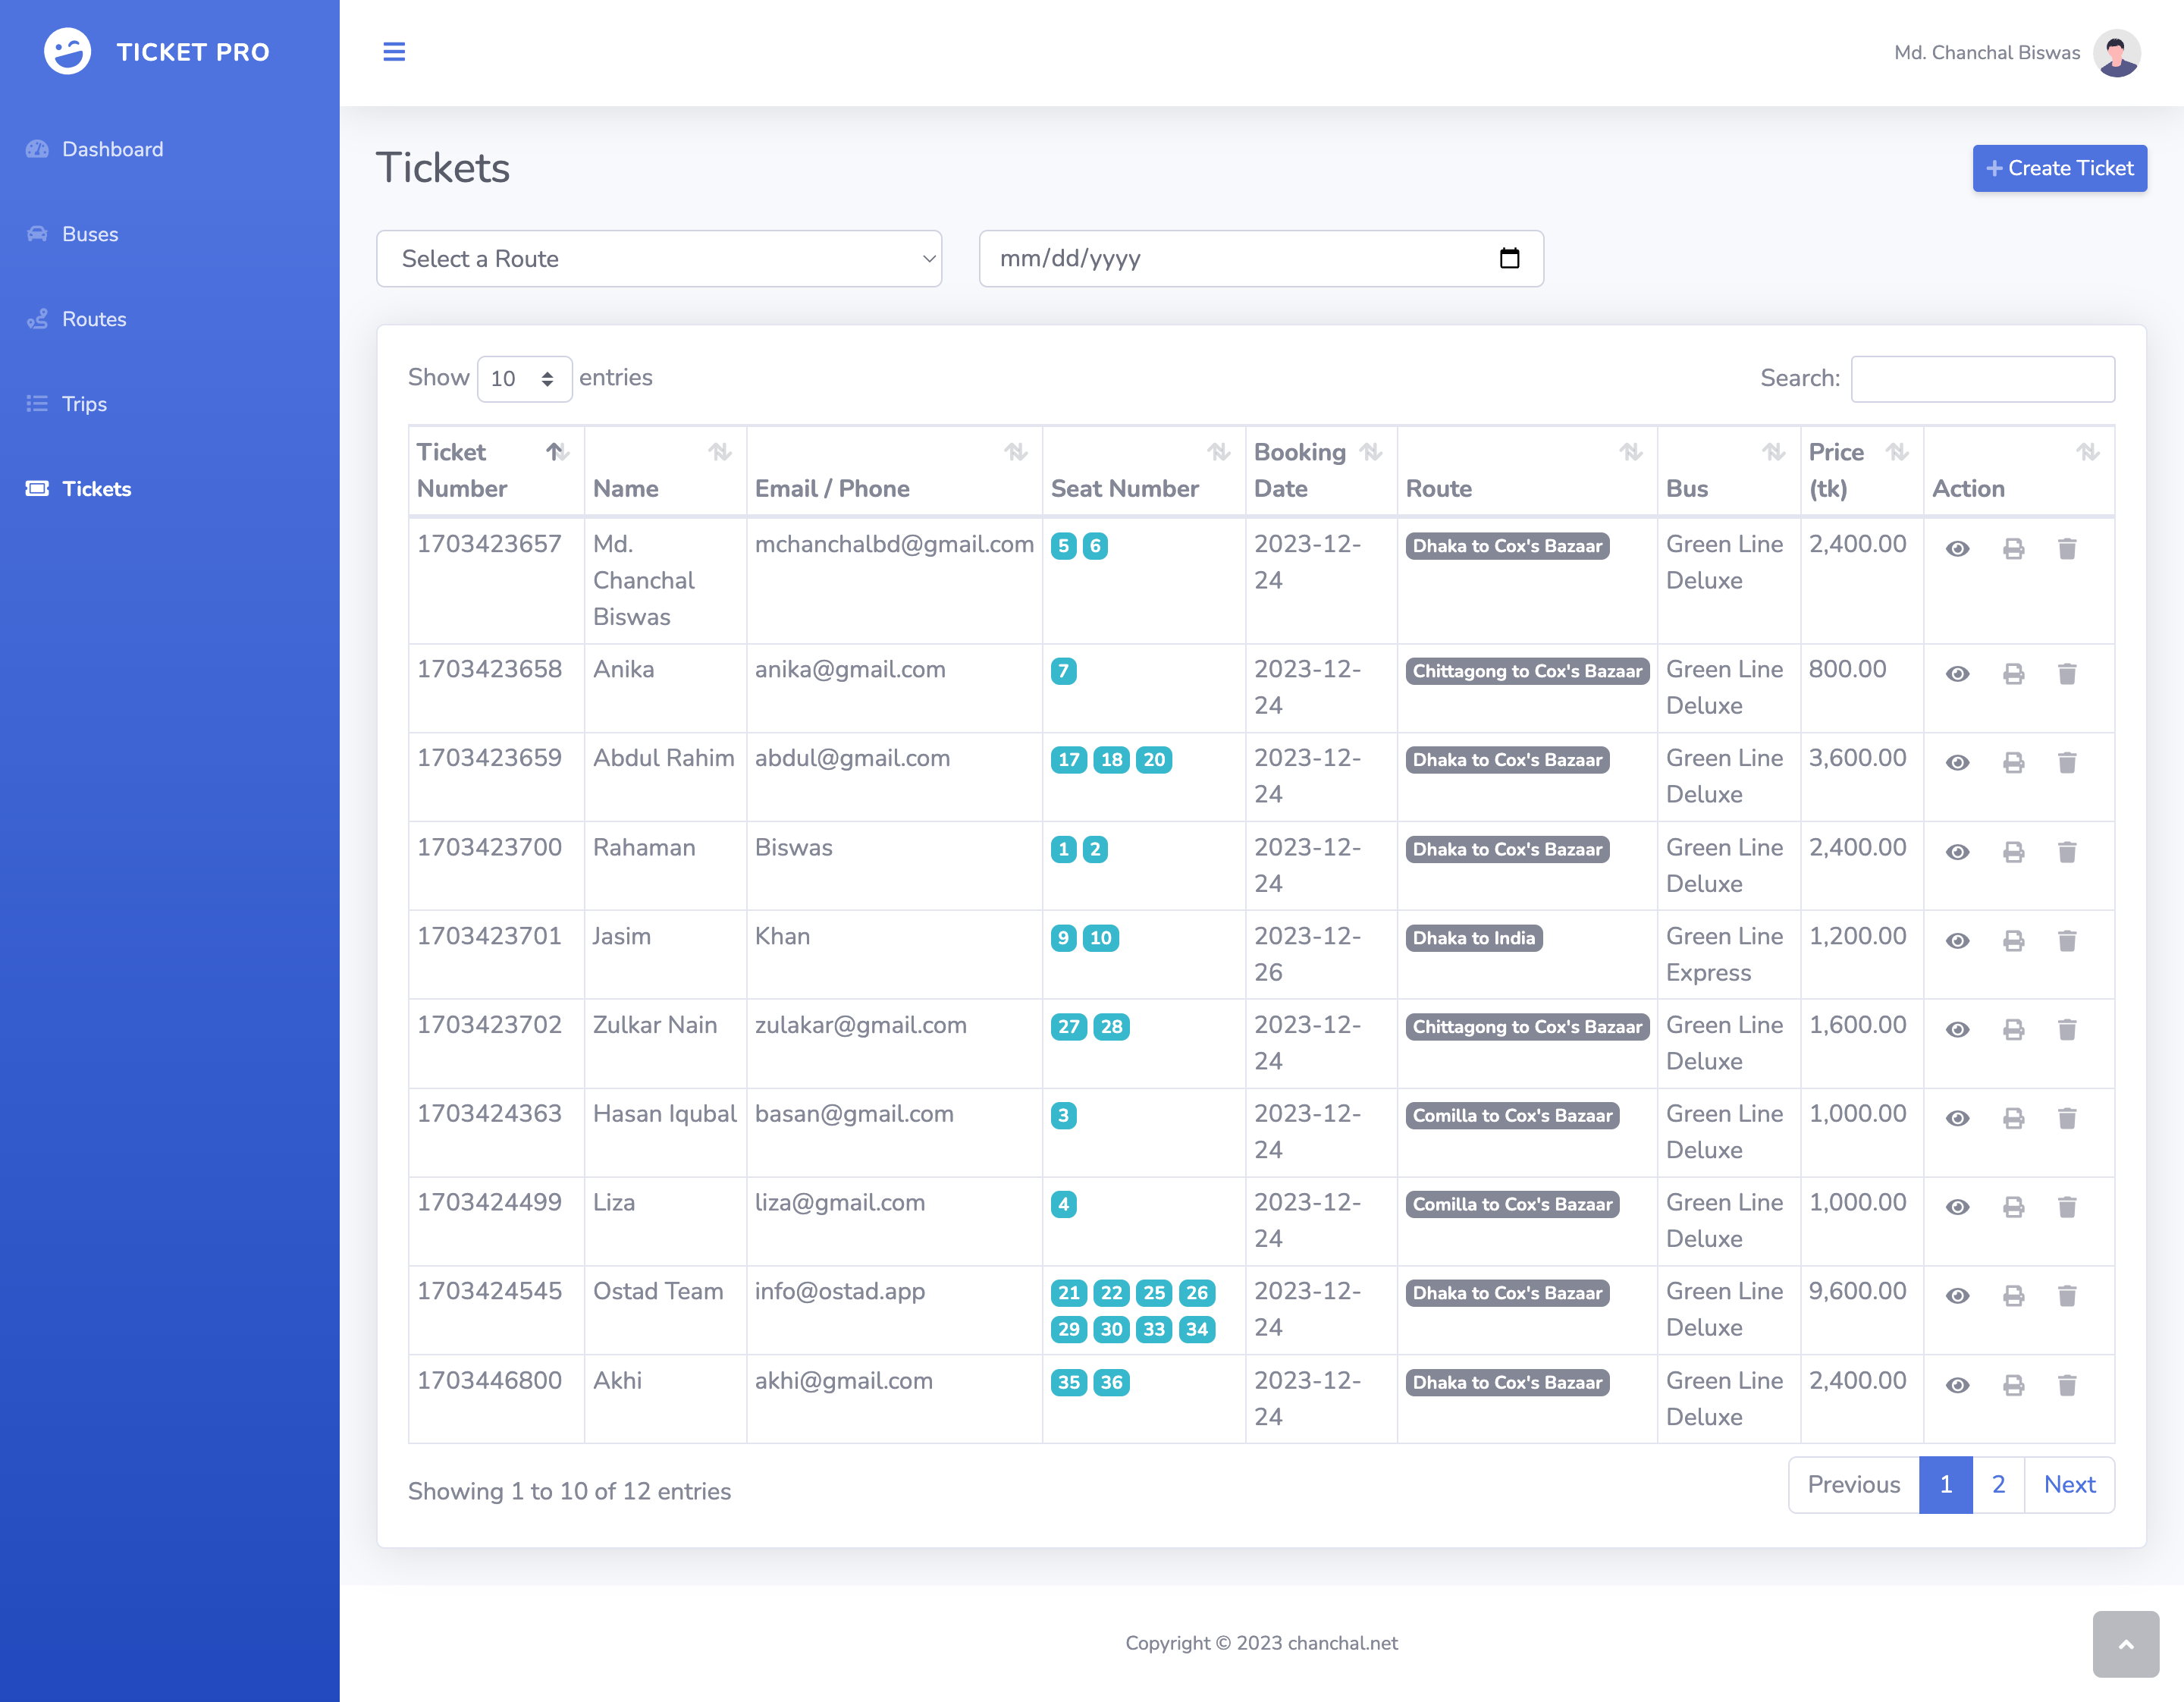 TICKET PRO
Md. Chanchal Biswas
Dashboard
Buses
Routes
Trips
Tickets
Tickets
Create Ticket
Select a Route
mm/dd/yyyy
Show 10 entries
Search:
Ticket Number Name Email / Phone Seat Number Booking Date Route Bus Price (tk) Action
1703423657 Md. mchanchalbd@gmail.com 5 6 2023-12- Dhaka to Cox's Bazaar Green Line 2,400.00
Chanchal 24 Deluxe
Biswas
1703423658 Anika anika@gmail.com 7 2023-12- Chittagong to Cox's Bazaar Green Line 800.00
24 Deluxe
1703423659 Abdul Rahim abdul@gmail.com 17 18 20 2023-12- Dhaka to Cox's Bazaar Green Line 3,600.00
24 Deluxe
1703423700 Rahaman Biswas 1 2 2023-12- Dhaka to Cox's Bazaar Green Line 2,400.00
24 Deluxe
1703423701 Jasim Khan 9 10 2023-12- Dhaka to India Green Line 1,200.00
26 Express
1703423702 Zulkar Nain zulakar@gmail.com 27 28 2023-12- Chittagong to Cox's Bazaar Green Line 1,600.00
24 Deluxe
1703424363 Hasan Iqubal basan@gmail.com 3 2023-12- Comilla to Cox's Bazaar Green Line 1,000.00
24 Deluxe
1703424499 Liza liza@gmail.com 4 2023-12- Comilla to Cox's Bazaar Green Line 1,000.00
24 Deluxe
1703424545 Ostad Team info@ostad.app 21 22 25 26 2023-12- Dhaka to Cox's Bazaar Green Line 9,600.00
29 30 33 34 24 Deluxe
1703446800 Akhi akhi@gmail.com 35 36 2023-12- Dhaka to Cox's Bazaar Green Line 2,400.00
24 Deluxe
Showing 1 to 10 of 12 entries
Previous 1 2 Next
Copyright © 2023 chanchal.net